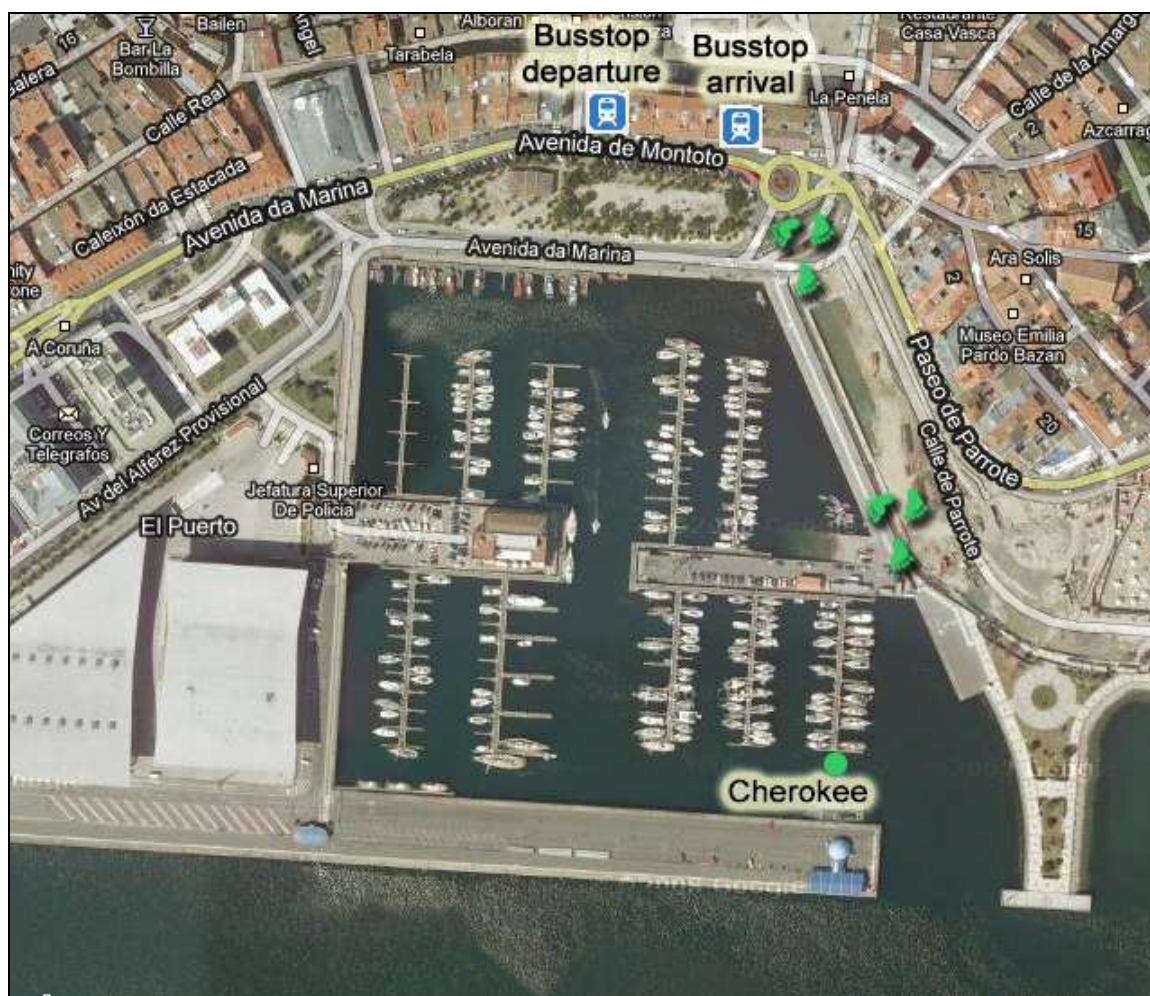 16
Bailen
Bar La
Bombilla
Tarabela
Alboran
Busstop
departure
Busstop
arrival
Restaurante
Casa Vasca
Calle de la Amarg
La Penela
2
Azcarrag
Calle Real
Caleixón da Estacada
Avenida da Marina
Avenida de Montoto
Avenida da Marina
15
Ara Solis
2
Museo Emilia
Pardo Bazan
20
A Coruña
Correos Y
Telegrafos
Av del Alférez Provisional
Jefatura Superior
De Policia
El Puerto
Paseo de Parrote
Calle de Parrote
Cherokee